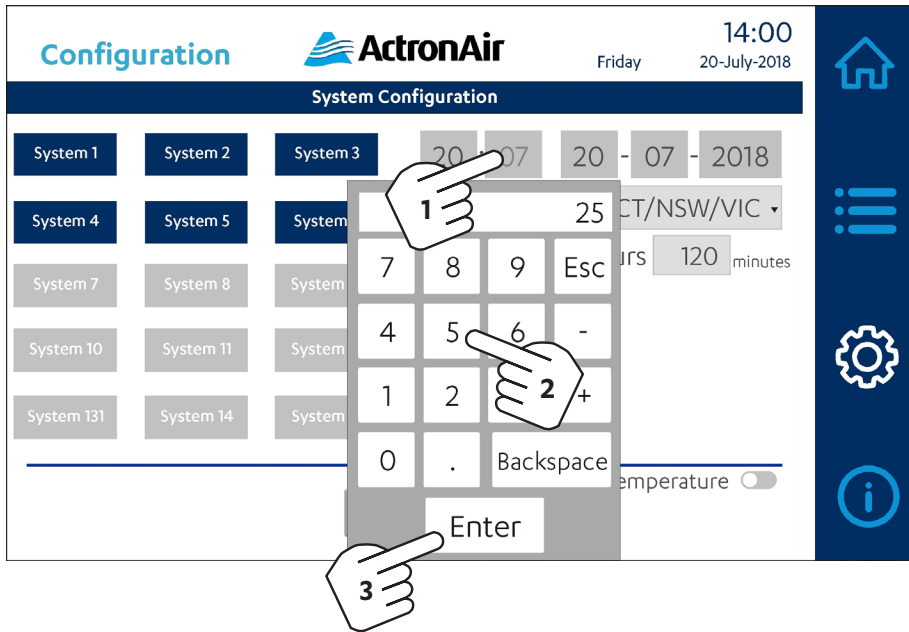 Configuration
ActronAir
Friday
14:00
20-July-2018
System Configuration
System 1
System 2
System 3
20 : 07
20 - 07 - 2018
System 4
System 5
System
CT/NSW/VIC
System 7
System 8
System
urs 120 minutes
System 10
System 11
System
System 131
System 14
System
25
7 8 9 Esc
4 5 6 -
1 2 +
0 . Backspace
Enter
emperature
1
2
3
i